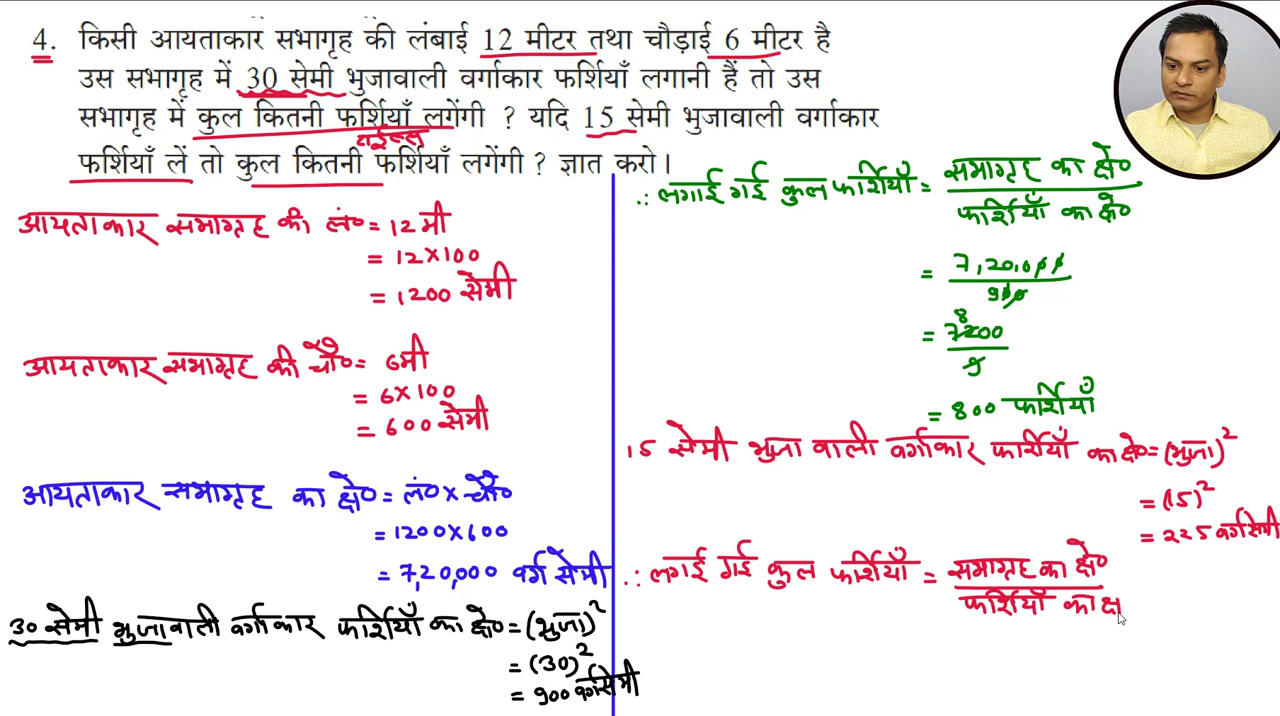 4. किसी आयताकार सभागृह की लंबाई 12 मीटर तथा चौड़ाई 6 मीटर है
उस सभागृह में 30 सेमी भुजावाली वर्गाकार फर्शियाँ लगानी हैं तो उस
सभागृह में कुल कितनी फर्शियाँ लगेंगी ? यदि 15 सेमी भुजावाली वर्गाकार
टाईल्स
फर्शियाँ लें तो कुल कितनी फर्शियाँ लगेंगी ? ज्ञात करो।
आयताकार सभागृह की लं० = 12 मी
= 12×100
= 1200 सेमी
आयताकार सभागृह की चौ० = 6मी
= 6×100
= 600 सेमी
आयताकार सभागृह का क्षे० = लं० × चौ०
= 1200×600
= 7,20,000 वर्ग सेमी
30 सेमी भुजावाली वर्गाकार फर्शियाँ का क्षे० = (भुजा)²
= (30)²
= 900 वर्गसेमी
∴ लगाई गई कुल फर्शियाँ = सभागृह का क्षे०
फर्शियाँ का क्षे०
= 7,20,000
900
8
= 7200
9
= 800 फर्शियाँ
15 सेमी भुजा वाली वर्गाकार फर्शियाँ का क्षे० = (भुजा)²
= (15)²
= 225 वर्गसेमी
∴ लगाई गई कुल फर्शियाँ = सभागृह का क्षे०
फर्शियाँ का क्ष